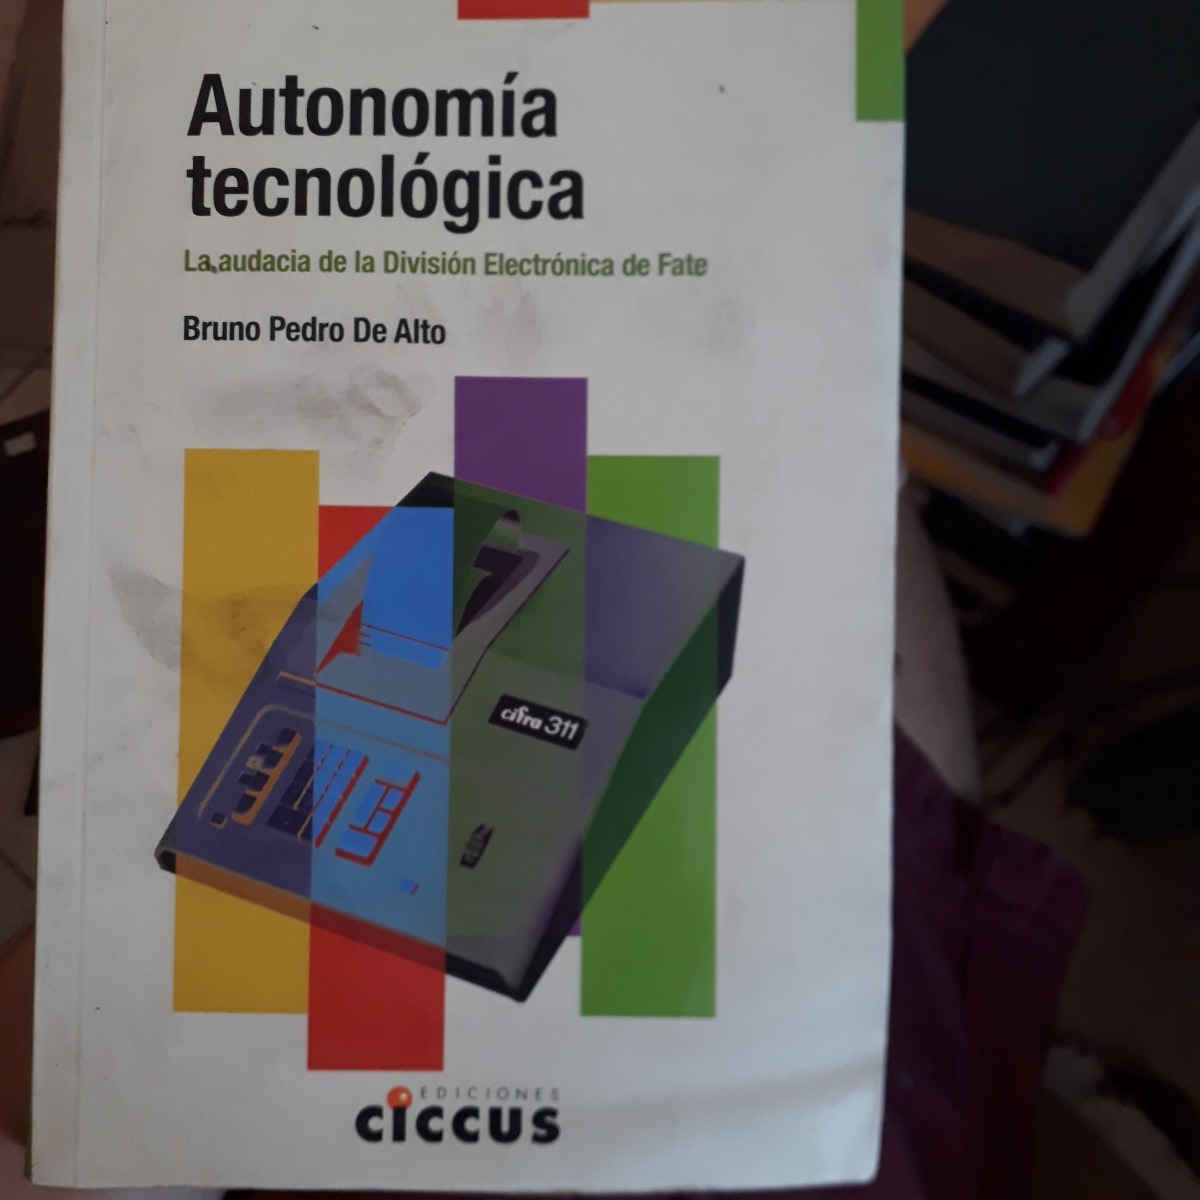 Autonomía
tecnológica
La audacia de la División Electrónica de Fate
Bruno Pedro De Alto
cifra 311
EDICIONES
CICCUS